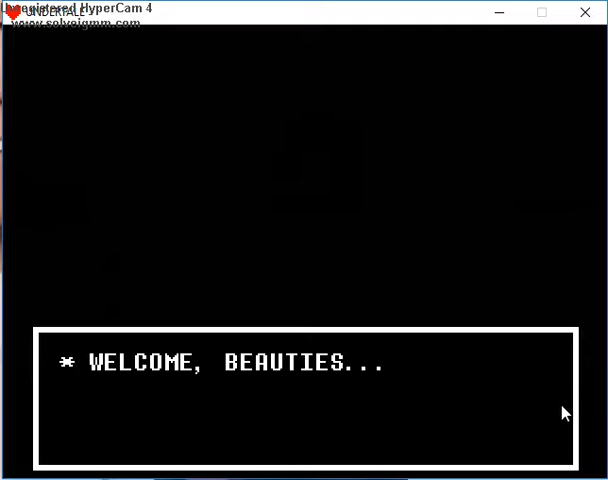 Unregistered HyperCam 4
UNDERTALE
www.solveigmm.com
* WELCOME, BEAUTIES...